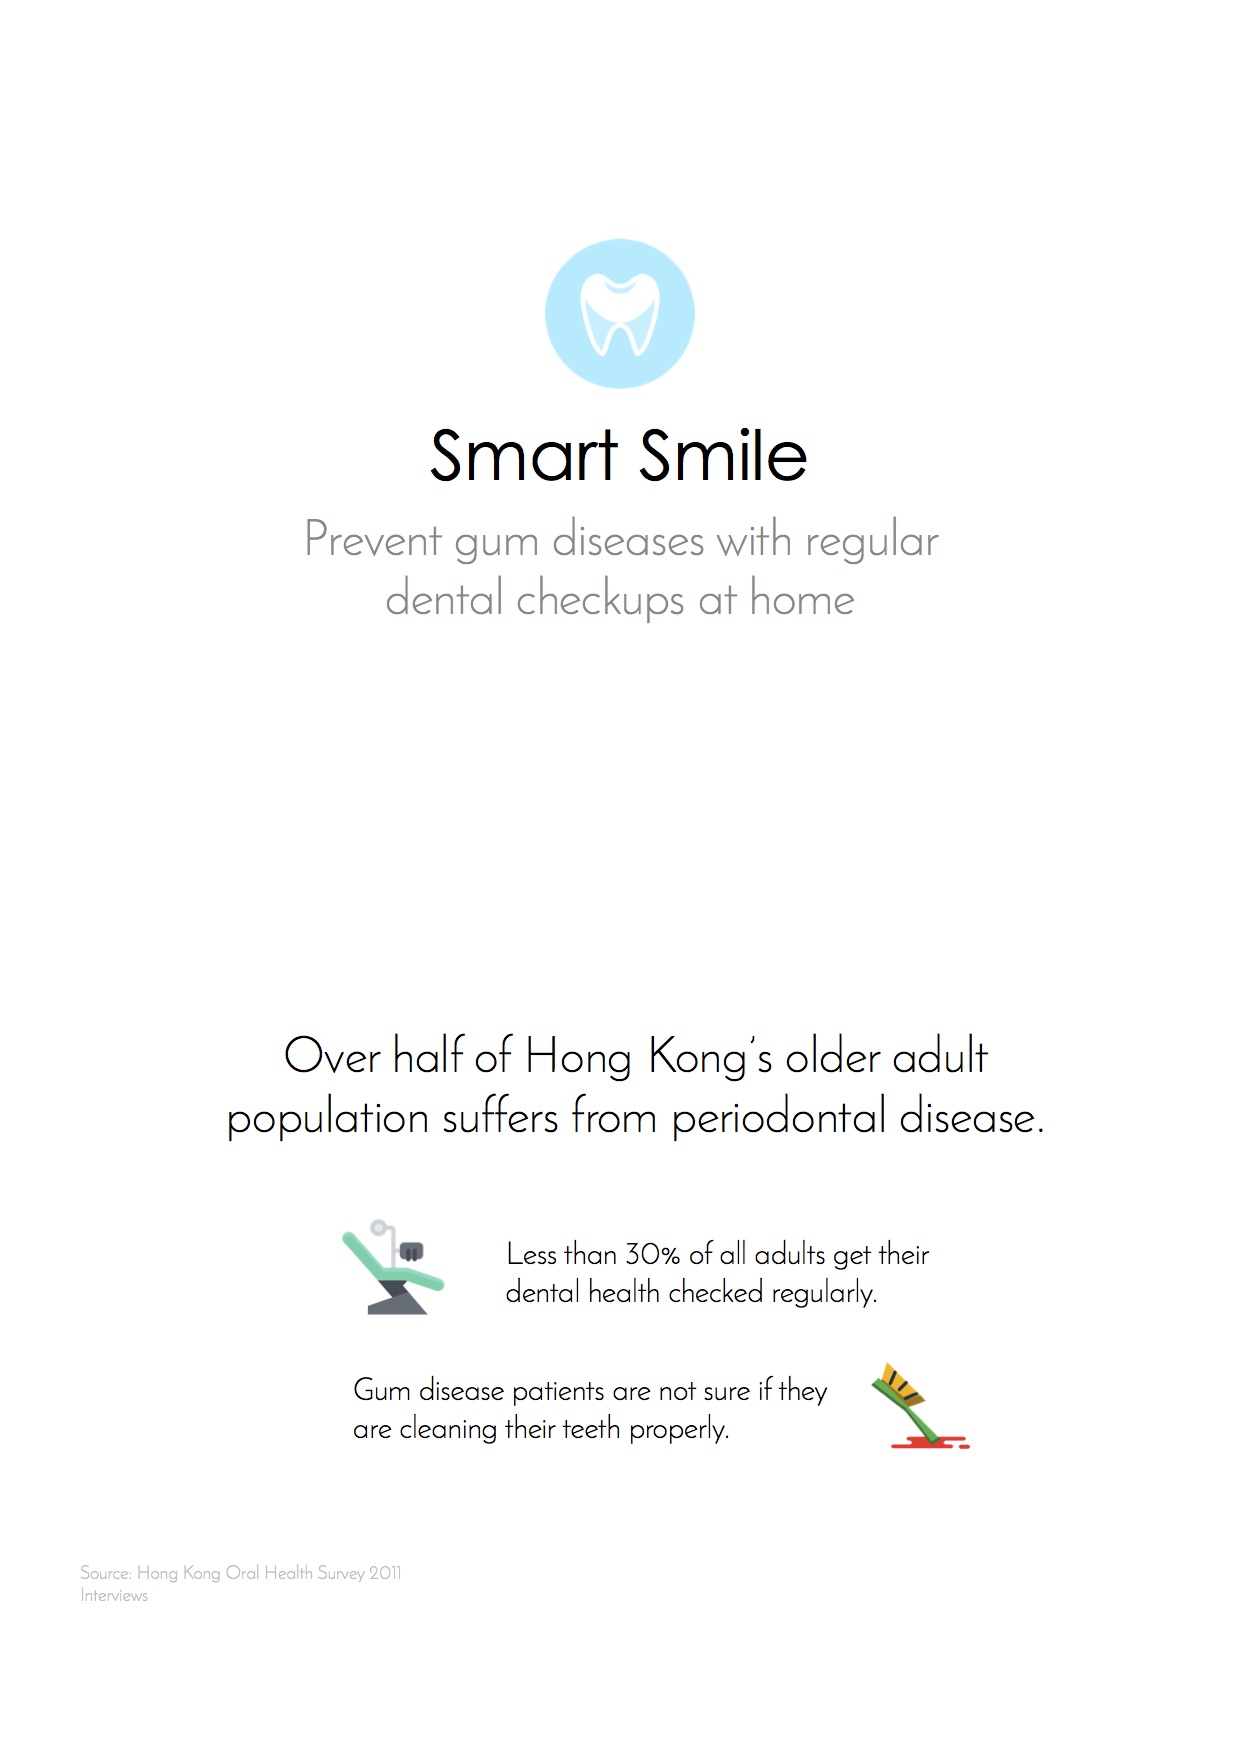 Smart Smile
Prevent gum diseases with regular
dental checkups at home
Over half of Hong Kong's older adult
population suffers from periodontal disease.
Less than 30% of all adults get their
dental health checked regularly.
Gum disease patients are not sure if they
are cleaning their teeth properly.
Source: Hong Kong Oral Health Survey 2011
Interviews